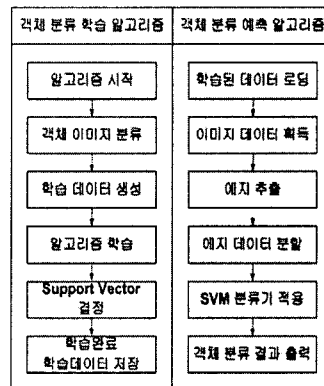 객체 분류 학습 알고리즘
알고리즘 시작
객체 이미지 분류
학습 데이터 생성
알고리즘 학습
Support Vector
결정
학습완료
학습데이터 저장
객체 분류 예측 알고리즘
학습된 데이터 로딩
이미지 데이터 획득
에지 추출
에지 데이터 분할
SVM 분류기 적용
객체 분류 결과 출력